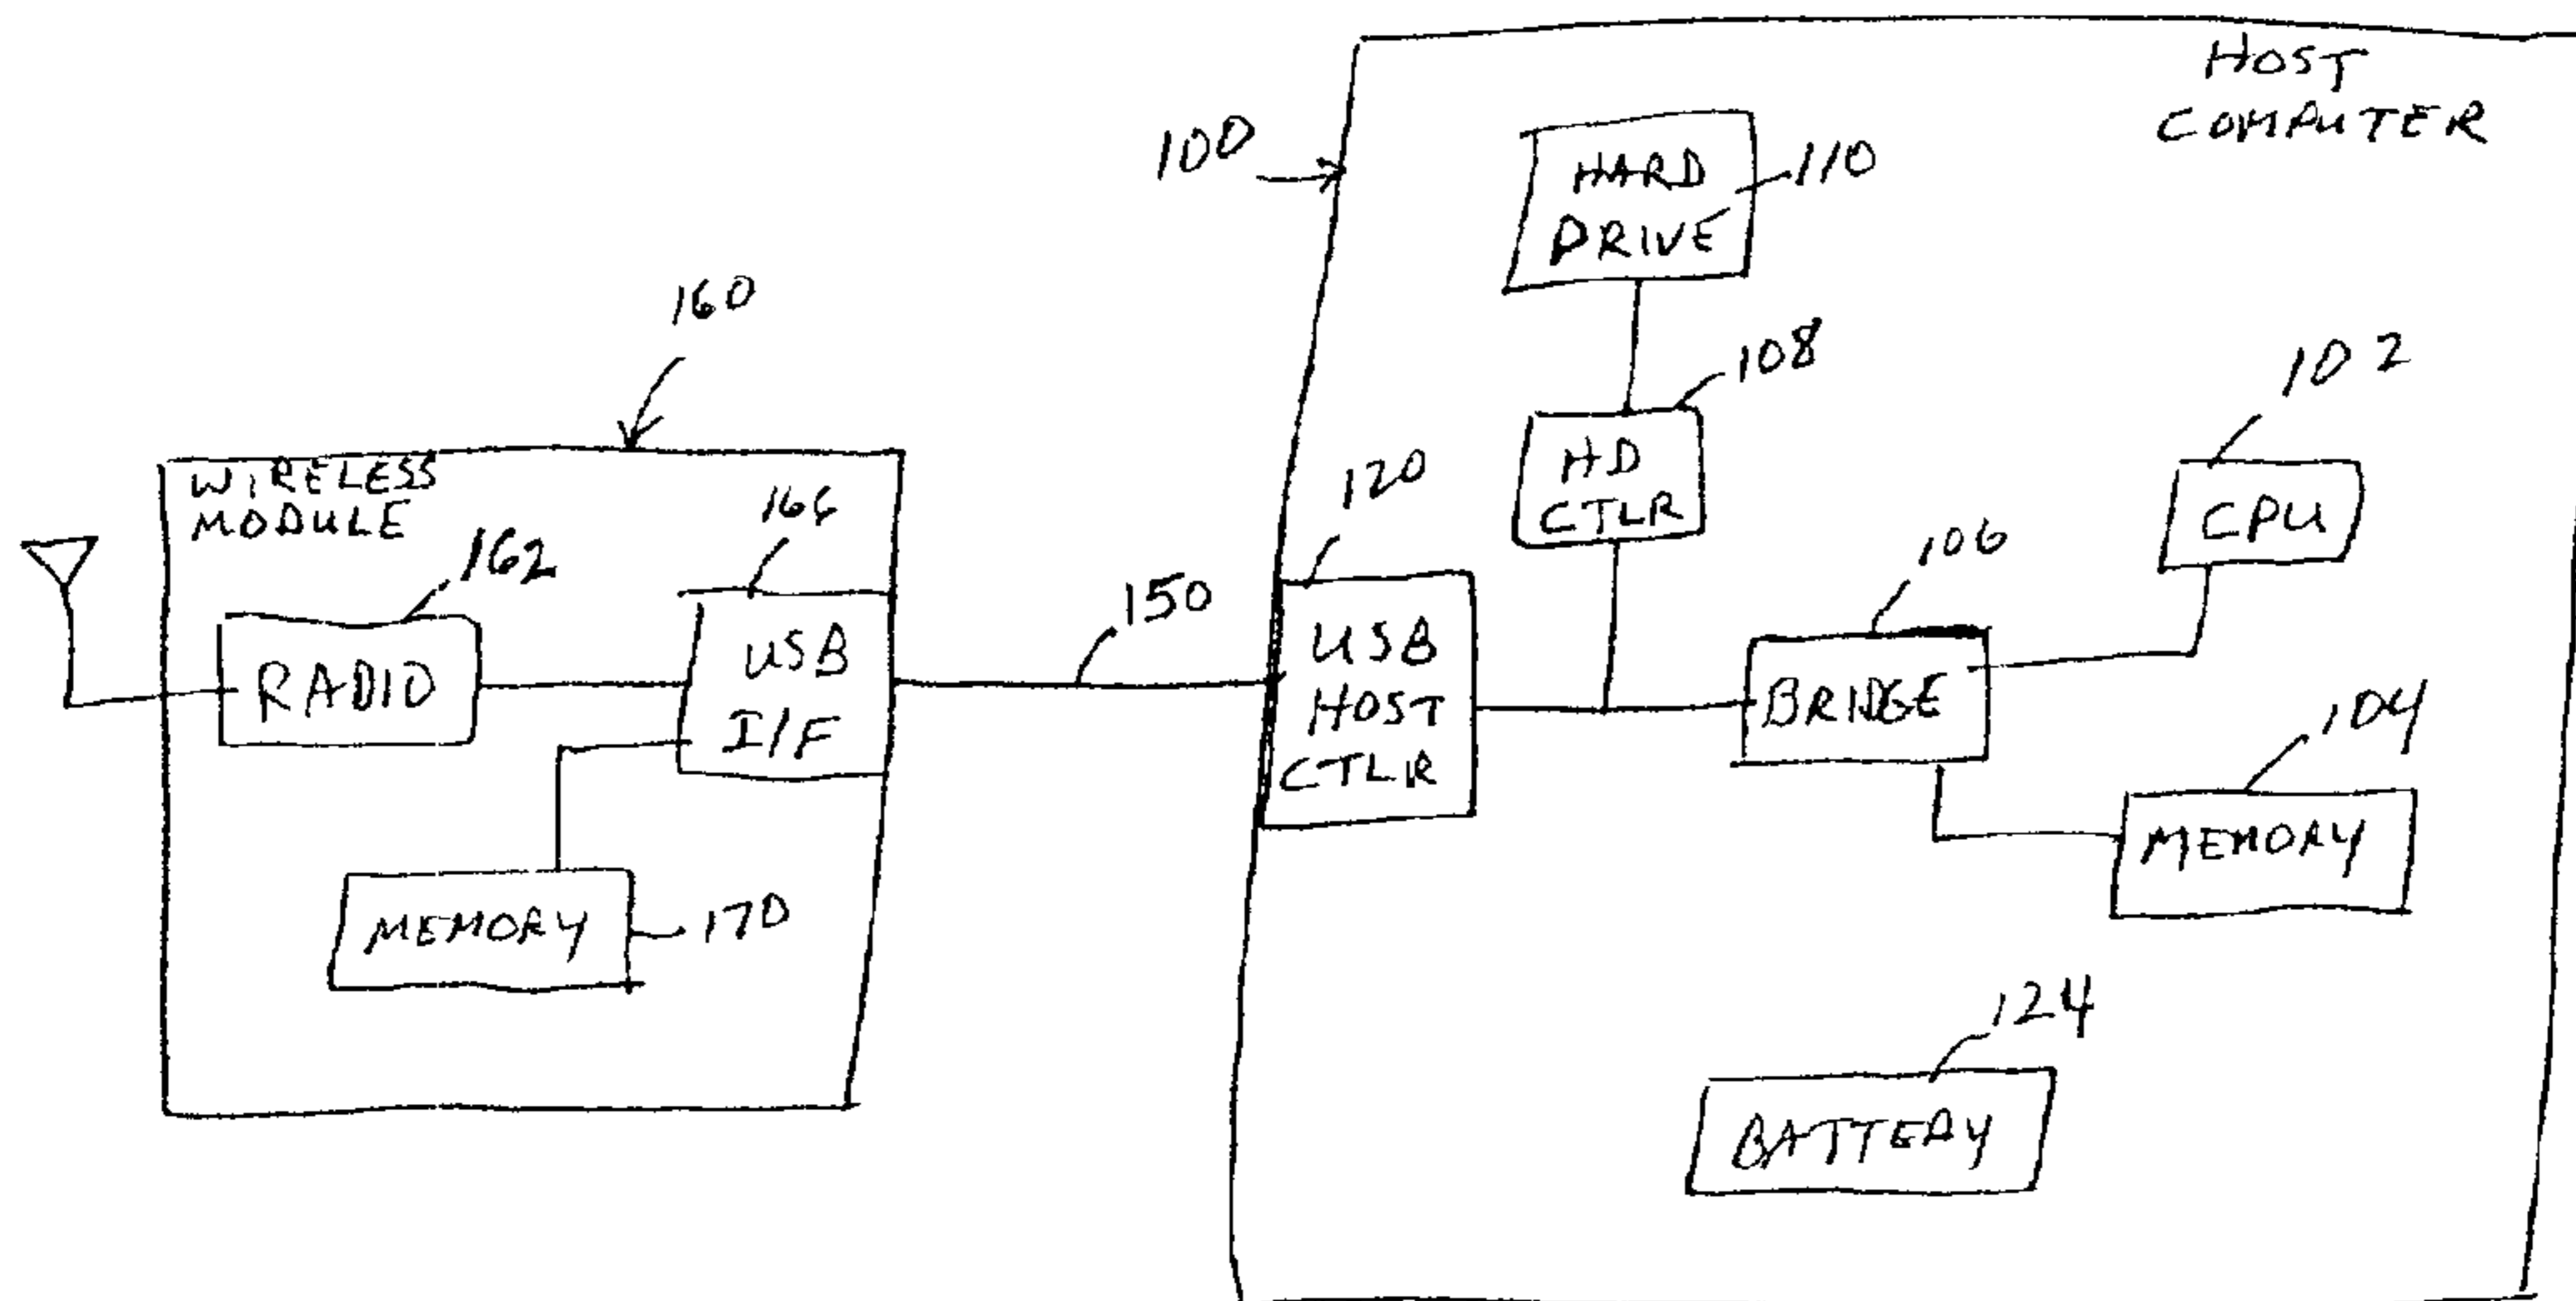 HOST
COMPUTER
100
HARD
DRIVE
110
160
108
102
HD
CTLR
CPU
WIRELESS
MODULE
120
162
106
RADIO
USB
I/F
150
USB
HOST
CTLR
BRIDGE
104
MEMORY
MEMORY
170
124
BATTERY